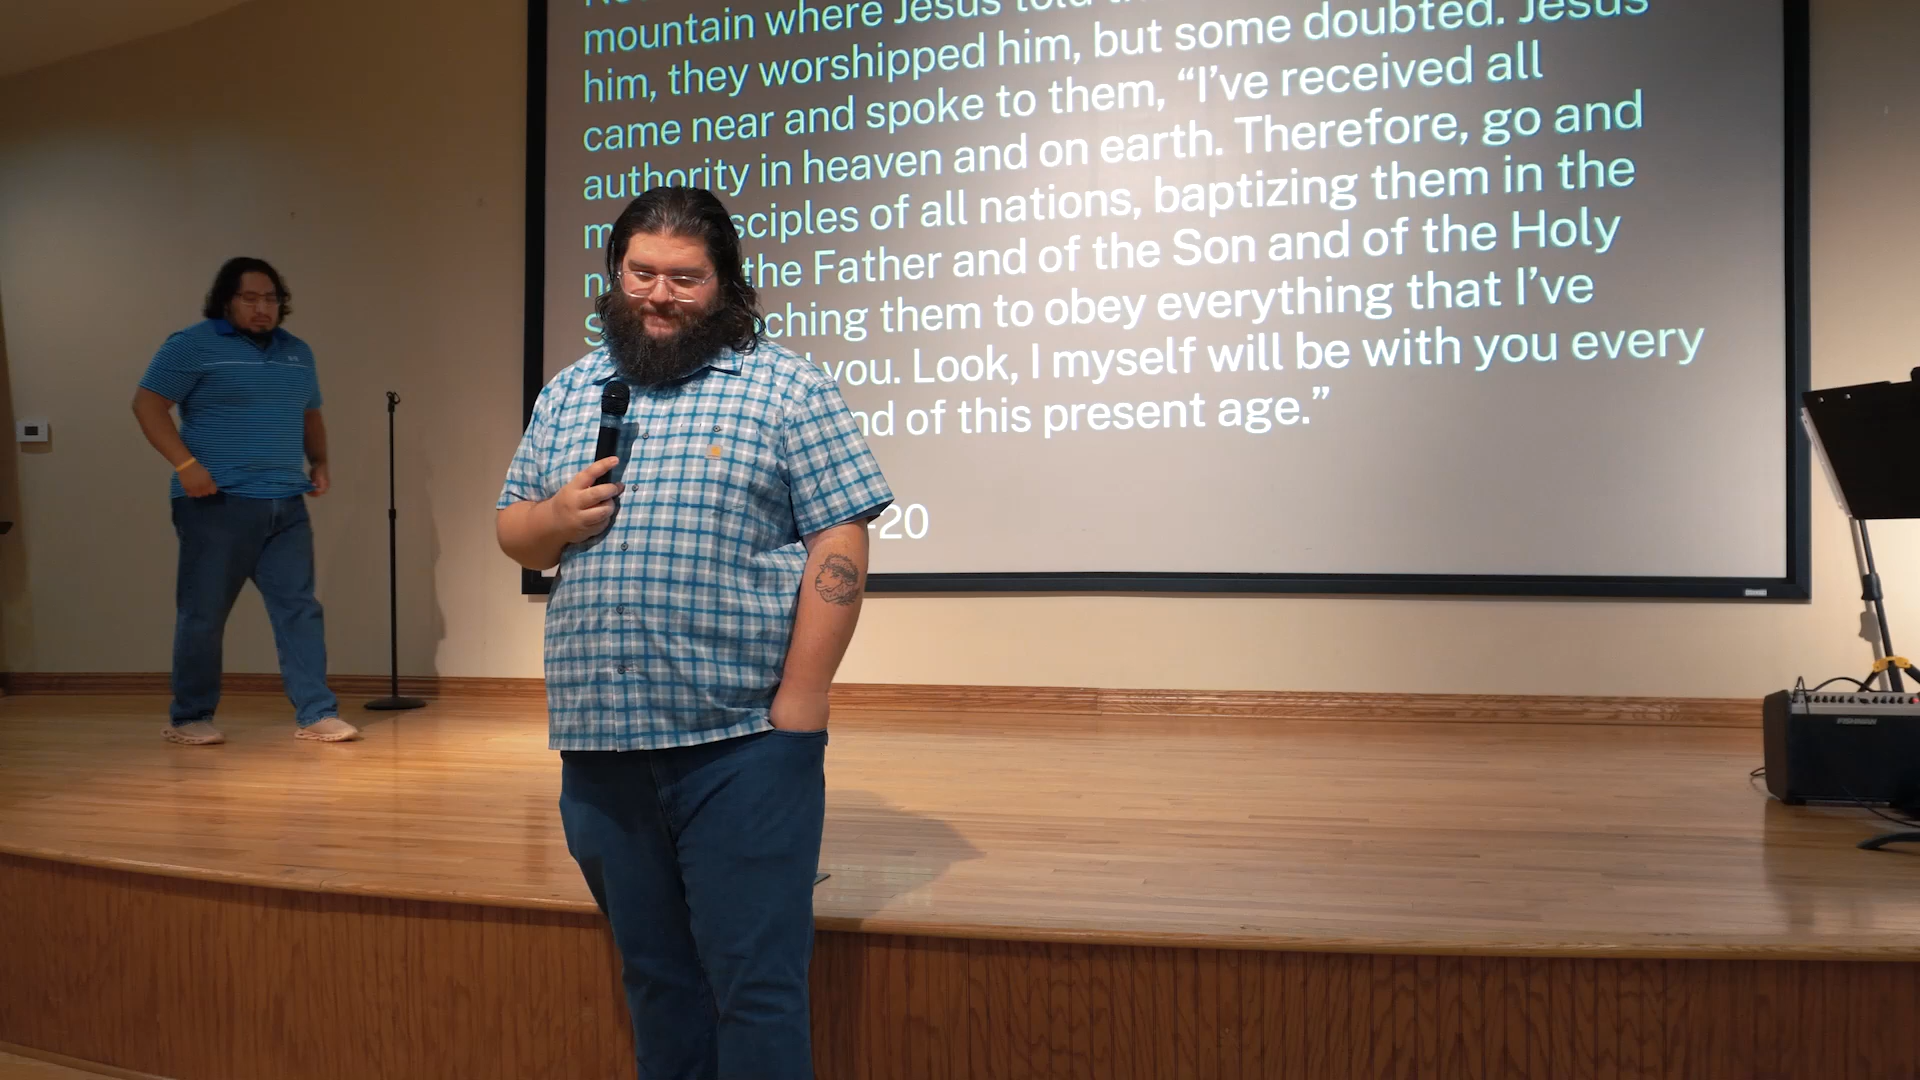 mountain where Jesus told
him, they worshipped him, but some doubted. Jesus
came near and spoke to them, “I’ve received all
authority in heaven and on earth. Therefore, go and
sciples of all nations, baptizing them in the
the Father and of the Son and of the Holy
ching them to obey everything that I’ve
you. Look, I myself will be with you every
nd of this present age.”
-20
FISHMAN